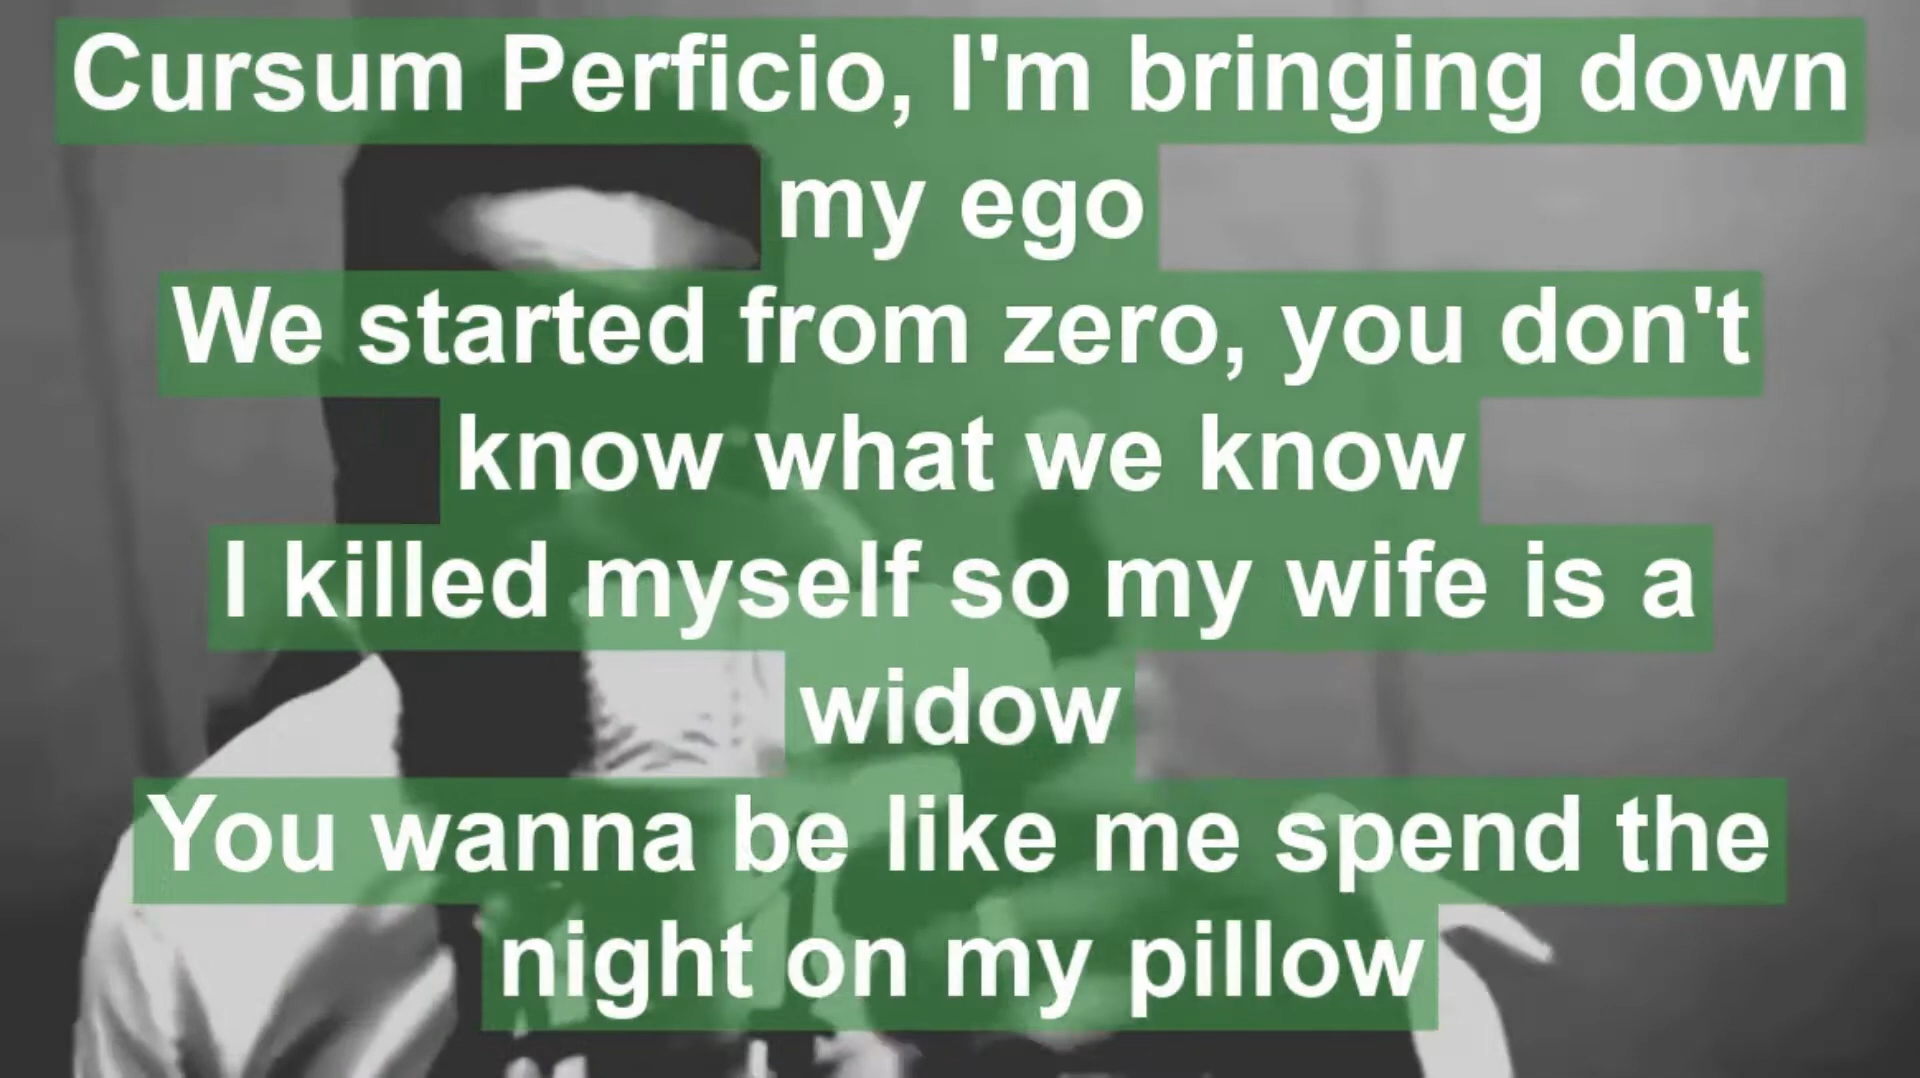 Cursum Perficio, I'm bringing down
my ego
We started from zero, you don't
know what we know
I killed myself so my wife is a
widow
You wanna be like me spend the
night on my pillow